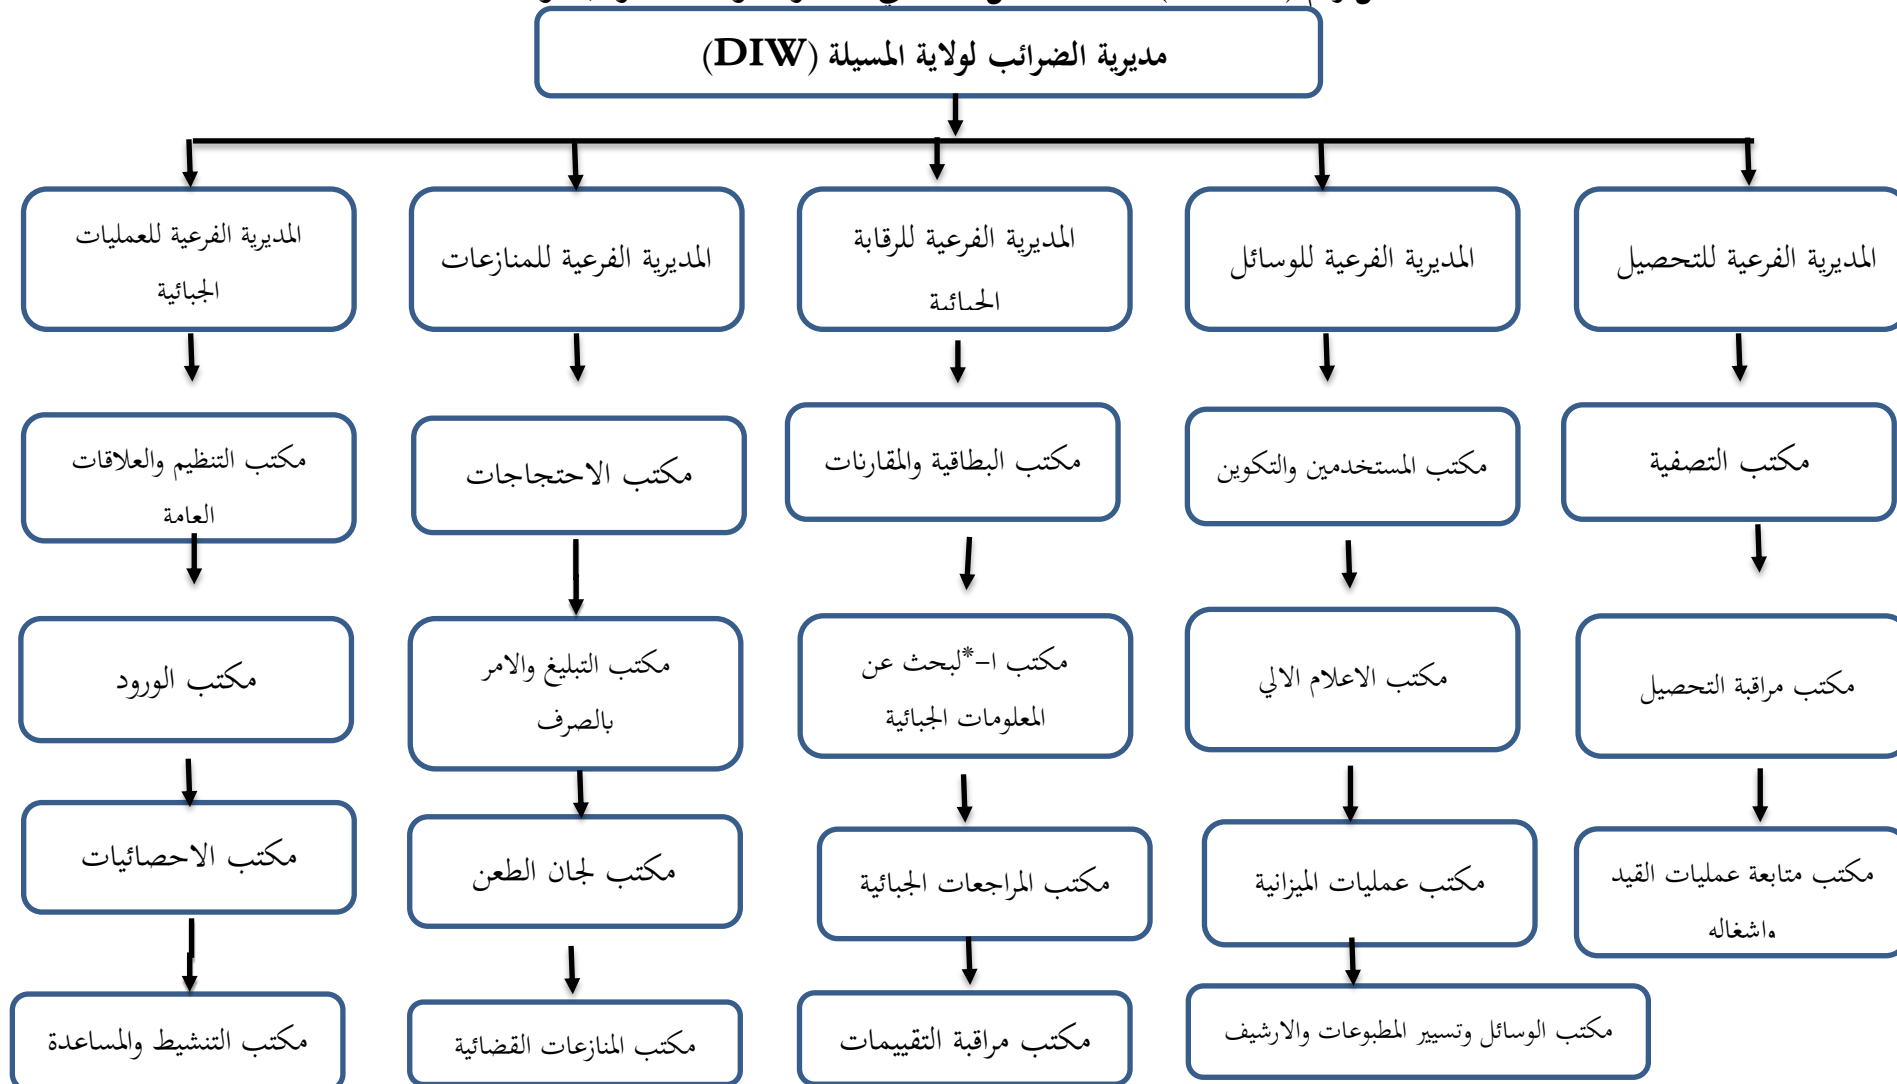 مديرية الضرائب لولاية المسيلة (DIW)
المديرية الفرعية للتحصيل
المديرية الفرعية للوسائل
المديرية الفرعية للرقابة
الجبائية
المديرية الفرعية للمنازعات
المديرية الفرعية للعمليات
الجبائية
مكتب التصفية
مكتب المستخدمين والتكوين
مكتب البطاقية والمقارنات
مكتب الاحتجاجات
مكتب التنظيم والعلاقات
العامة
مكتب مراقبة التحصيل
مكتب الاعلام الالي
مكتب ا-*لبحث عن
المعلومات الجبائية
مكتب التبليغ والامر
بالصرف
مكتب الورود
مكتب متابعة عمليات القيد
واشغاله
مكتب عمليات الميزانية
مكتب المراجعات الجبائية
مكتب لجان الطعن
مكتب الاحصائيات
مكتب الوسائل وتسيير المطبوعات والارشيف
مكتب مراقبة التقييمات
مكتب المنازعات القضائية
مكتب التنشيط والمساعدة